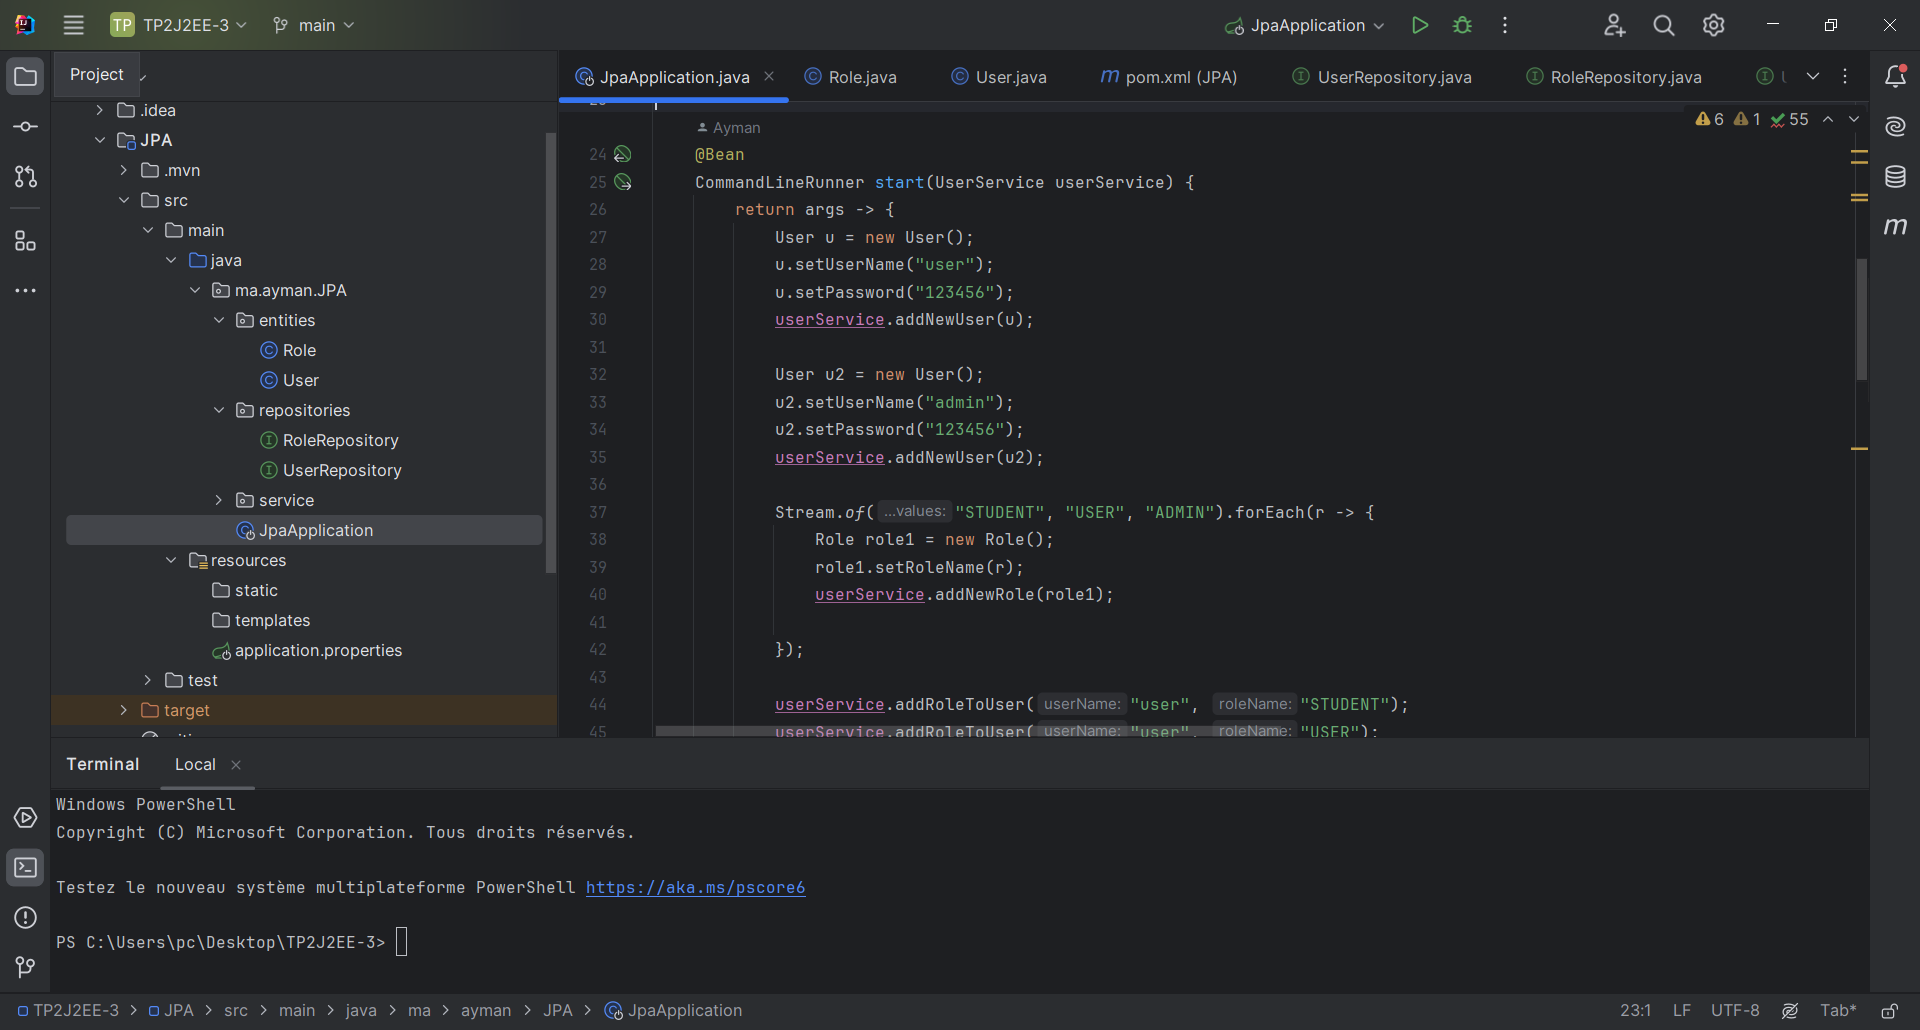 TP TP2J2EE-3 main JpaApplication
Project
.idea
JPA
.mvn
src
main
java
ma.ayman.JPA
entities
Role
User
repositories
RoleRepository
UserRepository
service
JpaApplication
resources
static
templates
application.properties
test
target
JpaApplication.java Role.java User.java m pom.xml (JPA) UserRepository.java RoleRepository.java
6 1 55
Ayman
24 @Bean
25 CommandLineRunner start(UserService userService) {
26 return args -> {
27 User u = new User();
28 u.setUserName("user");
29 u.setPassword("123456");
30 userService.addNewUser(u);
31
32 User u2 = new User();
33 u2.setUserName("admin");
34 u2.setPassword("123456");
35 userService.addNewUser(u2);
36
37 Stream.of( ...values: "STUDENT", "USER", "ADMIN").forEach(r -> {
38 Role role1 = new Role();
39 role1.setRoleName(r);
40 userService.addNewRole(role1);
41
42 });
43
44 userService.addRoleToUser( userName: "user", roleName: "STUDENT");
45 userService.addRoleToUser( userName: "user", roleName: "USER");
m
Terminal Local
Windows PowerShell
Copyright (C) Microsoft Corporation. Tous droits réservés.
Testez le nouveau système multiplateforme PowerShell https://aka.ms/pscore6
PS C:\Users\pc\Desktop\TP2J2EE-3>
TP2J2EE-3 > JPA > src > main > java > ma > ayman > JPA > JpaApplication
23:1 LF UTF-8 Tab*